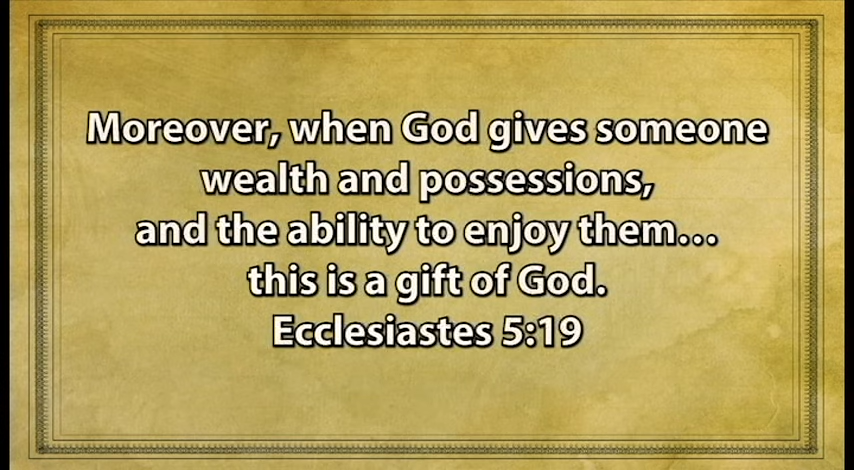 Moreover, when God gives someone
wealth and possessions,
and the ability to enjoy them...
this is a gift of God.
Ecclesiastes 5:19